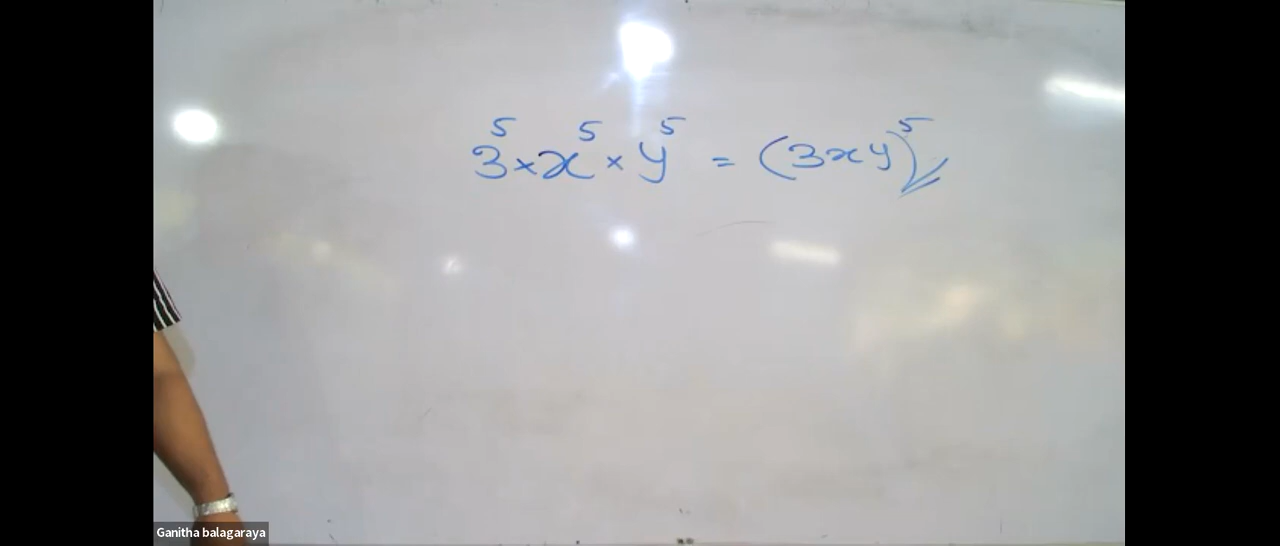 3⁵ × x⁵ × y⁵ = (3xy)⁵
Ganitha balagaraya